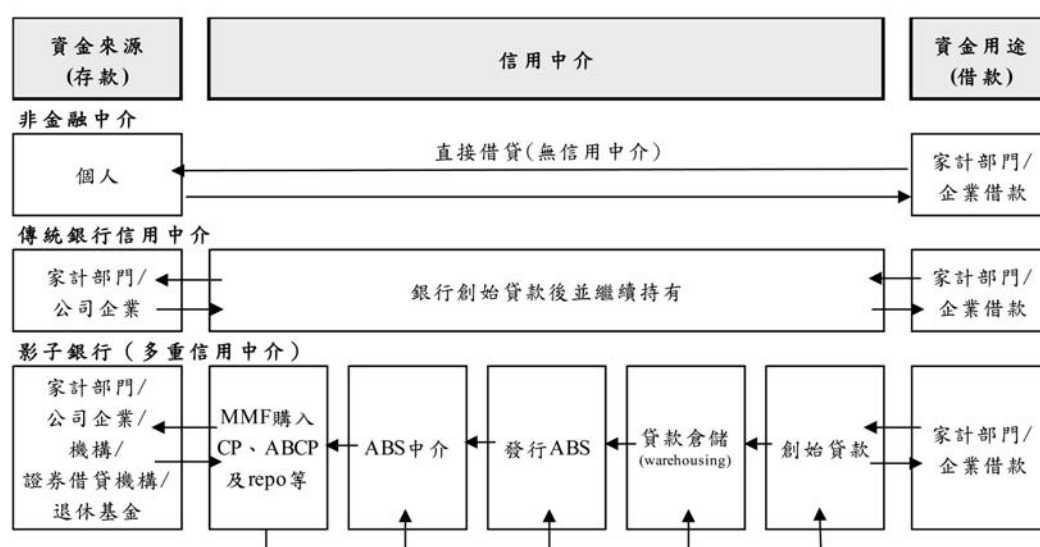 資金來源
(存款)
信用中介
資金用途
(借款)
非金融中介
個人
直接借貸(無信用中介)
家計部門/
企業借款
傳統銀行信用中介
家計部門/
公司企業
銀行創始貸款後並繼續持有
家計部門/
企業借款
影子銀行(多重信用中介)
家計部門/
公司企業/
機構/
證券借貸機構/
退休基金
MMF購入
CP、ABCP
及repo等
ABS中介
發行ABS
貸款倉儲
(warehousing)
創始貸款
家計部門/
企業借款